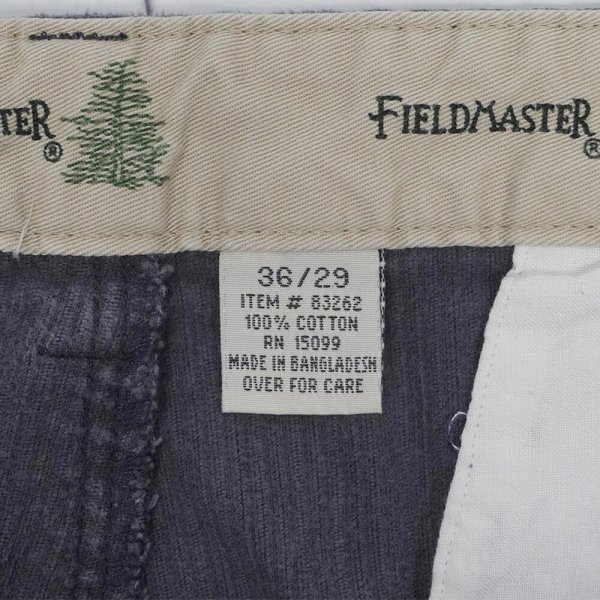 TER®
FIELDMASTER®
36/29
ITEM # 83262
100% COTTON
RN 15099
MADE IN BANGLADESH
OVER FOR CARE